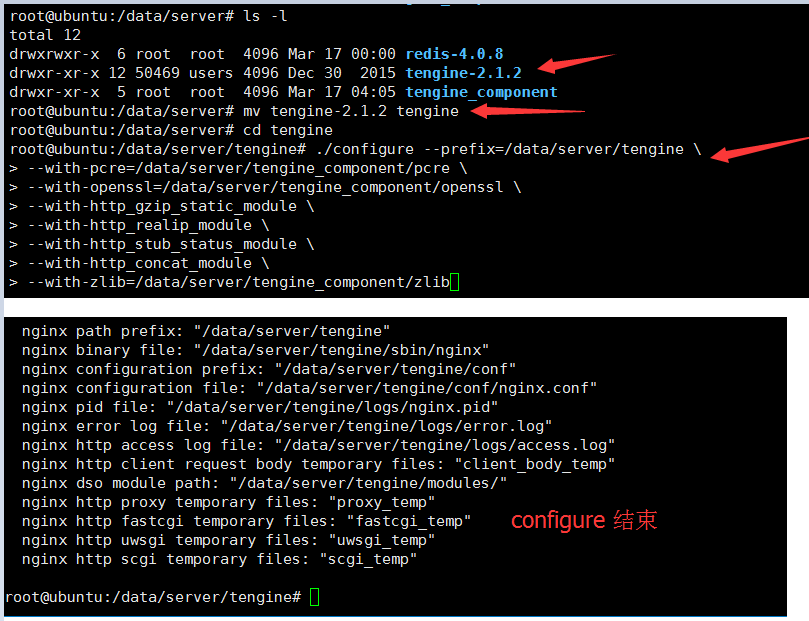 root@ubuntu:/data/server# ls -l
total 12
drwxrwxr-x  6 root  root  4096 Mar 17 00:00 redis-4.0.8
drwxr-xr-x 12 50469 users 4096 Dec 30  2015 tengine-2.1.2
drwxr-xr-x  5 root  root  4096 Mar 17 04:05 tengine_component
root@ubuntu:/data/server# mv tengine-2.1.2 tengine
root@ubuntu:/data/server# cd tengine
root@ubuntu:/data/server/tengine# ./configure --prefix=/data/server/tengine \
> --with-pcre=/data/server/tengine_component/pcre \
> --with-openssl=/data/server/tengine_component/openssl \
> --with-http_gzip_static_module \
> --with-http_realip_module \
> --with-http_stub_status_module \
> --with-http_concat_module \
> --with-zlib=/data/server/tengine_component/zlib
nginx path prefix: "/data/server/tengine"
nginx binary file: "/data/server/tengine/sbin/nginx"
nginx configuration prefix: "/data/server/tengine/conf"
nginx configuration file: "/data/server/tengine/conf/nginx.conf"
nginx pid file: "/data/server/tengine/logs/nginx.pid"
nginx error log file: "/data/server/tengine/logs/error.log"
nginx http access log file: "/data/server/tengine/logs/access.log"
nginx http client request body temporary files: "client_body_temp"
nginx dso module path: "/data/server/tengine/modules/"
nginx http proxy temporary files: "proxy_temp"
nginx http fastcgi temporary files: "fastcgi_temp"
configure 结束
nginx http uwsgi temporary files: "uwsgi_temp"
nginx http scgi temporary files: "scgi_temp"
root@ubuntu:/data/server/tengine#